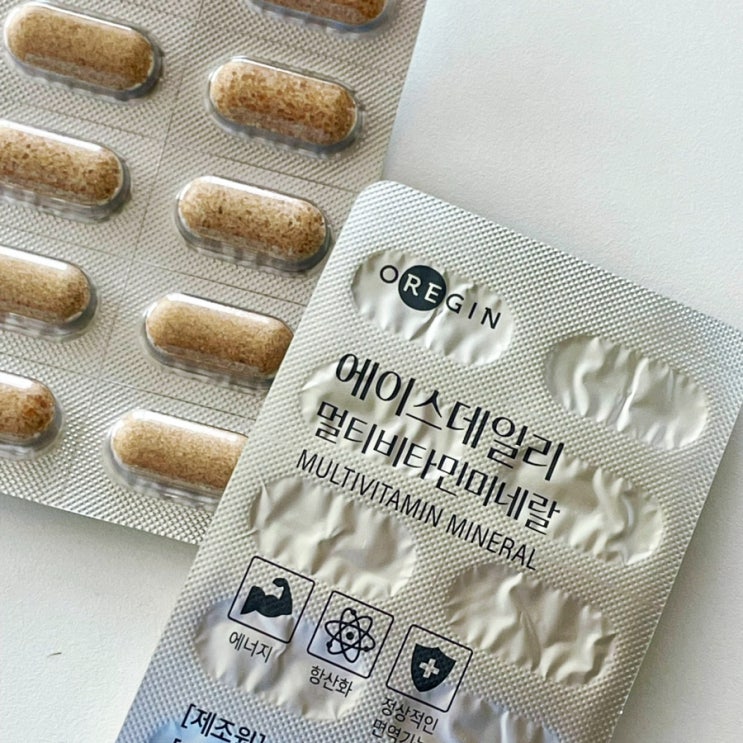 OREGIN
에이스데일리
멀티비타민미네랄
MULTIVITAMIN MINERAL
에너지
항산화
정상적인
[제조원]